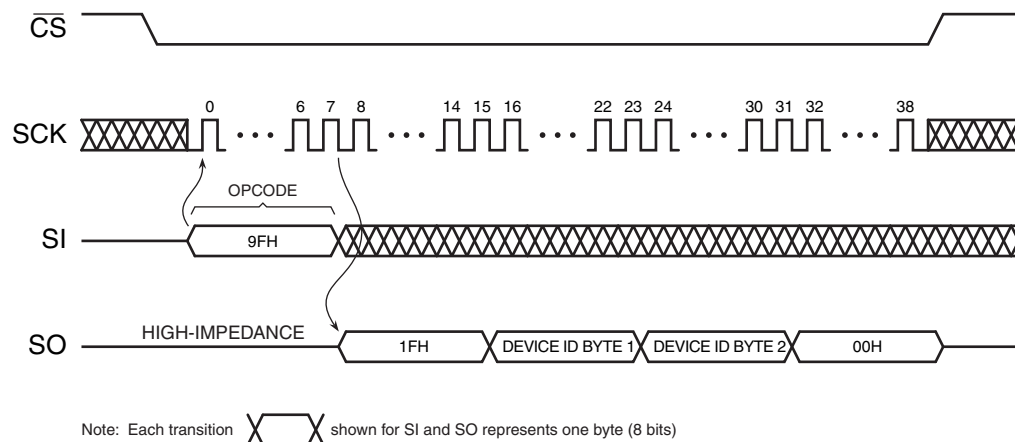 CS
0 6 7 8 14 15 16 22 23 24 30 31 32 38
SCK
OPCODE
SI 9FH
HIGH-IMPEDANCE
SO 1FH DEVICE ID BYTE 1 DEVICE ID BYTE 2 00H
Note: Each transition shown for SI and SO represents one byte (8 bits)